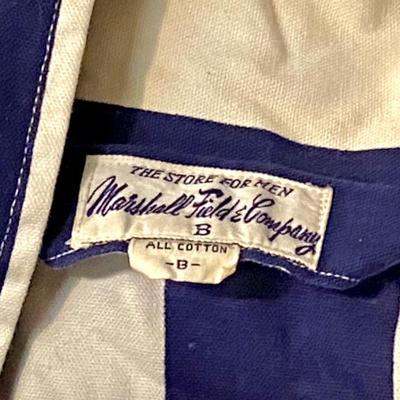 THE STORE FOR MEN
Marshall Field & Company
B
ALL COTTON
-B-